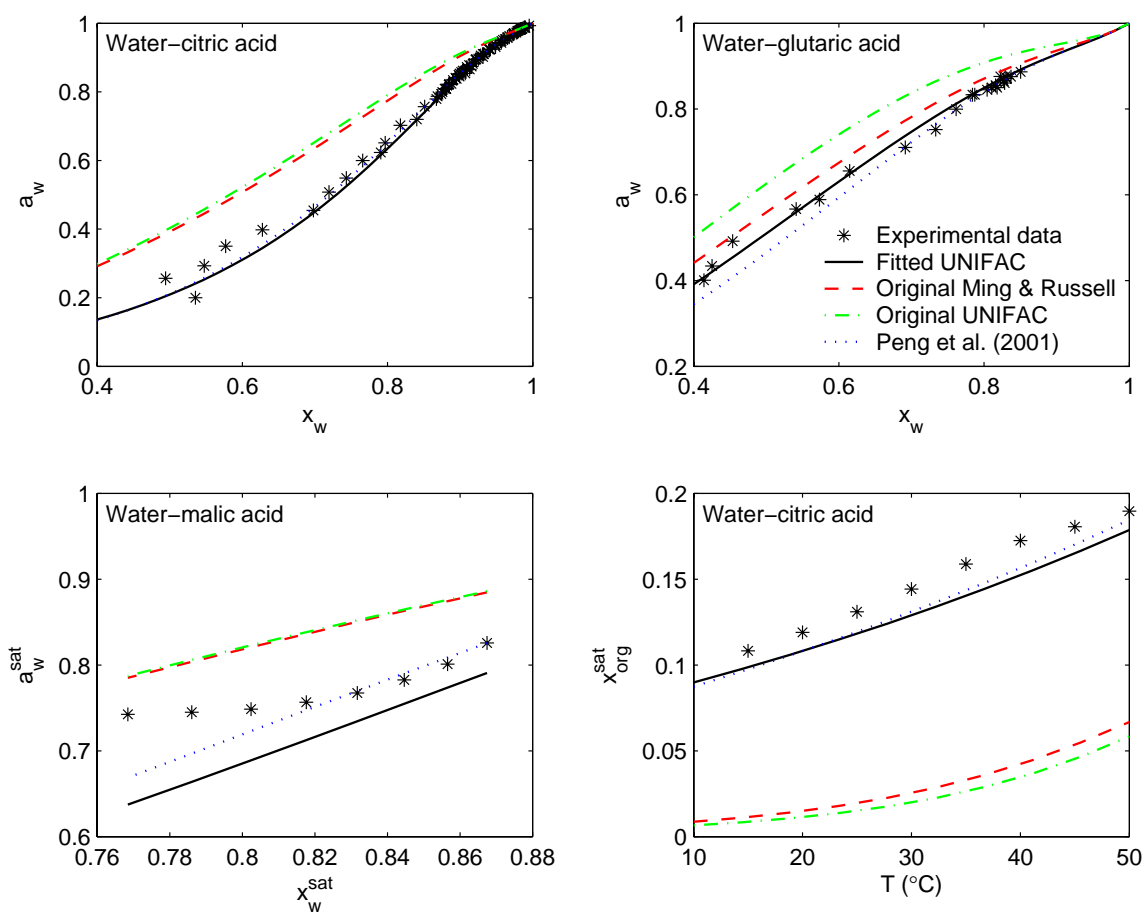 Water−citric acid
1
0.8
0.6
0.4
0.2
0
a_w
0.4
0.6
0.8
1
x_w
Water−glutaric acid
1
0.8
0.6
0.4
0.2
a_w
Experimental data
Fitted UNIFAC
Original Ming & Russell
Original UNIFAC
Peng et al. (2001)
0.4
0.6
0.8
1
x_w
Water−malic acid
1
0.9
0.8
0.7
0.6
a_w^sat
0.76
0.78
0.8
0.82
0.84
0.86
0.88
x_w^sat
Water−citric acid
0.2
0.15
0.1
0.05
0
x_org^sat
10
20
30
40
50
T (°C)